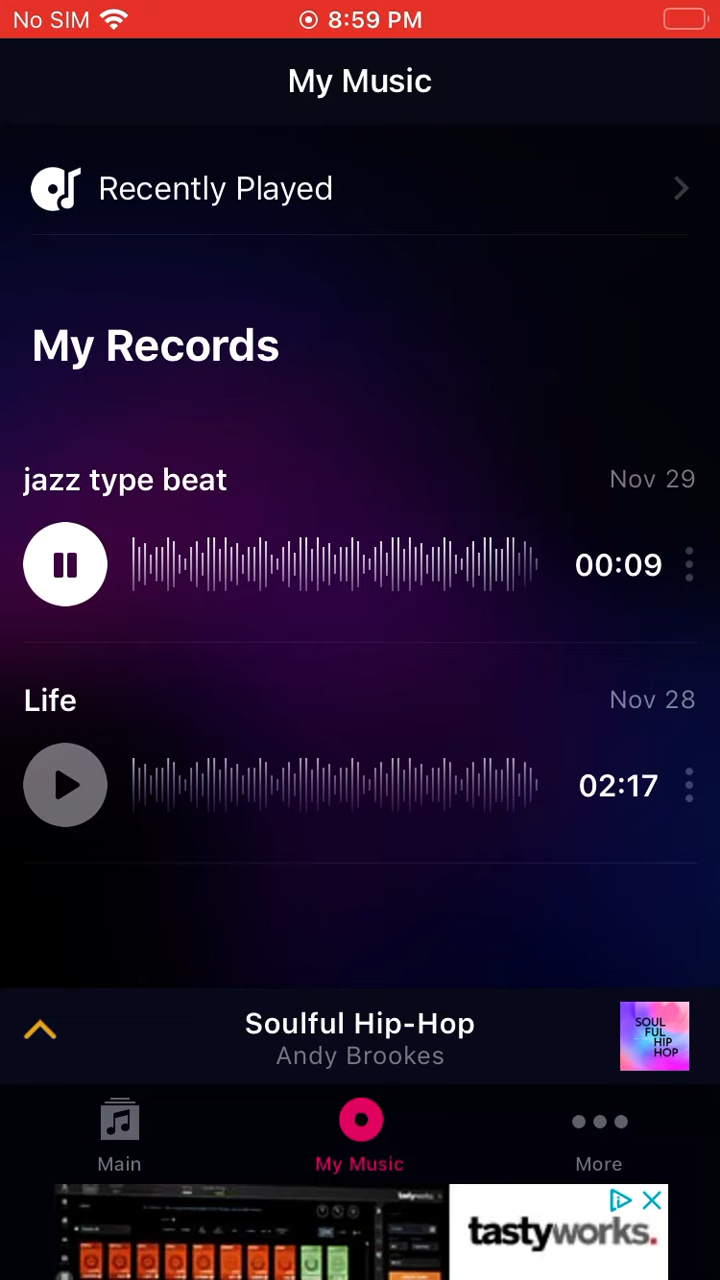 No SIM 8:59 PM
My Music
Recently Played
My Records
jazz type beat Nov 29
00:09
Life Nov 28
02:17
Soulful Hip-Hop
Andy Brookes
SOUL
FUL
HIP
HOP
Main My Music More
tastyworks.